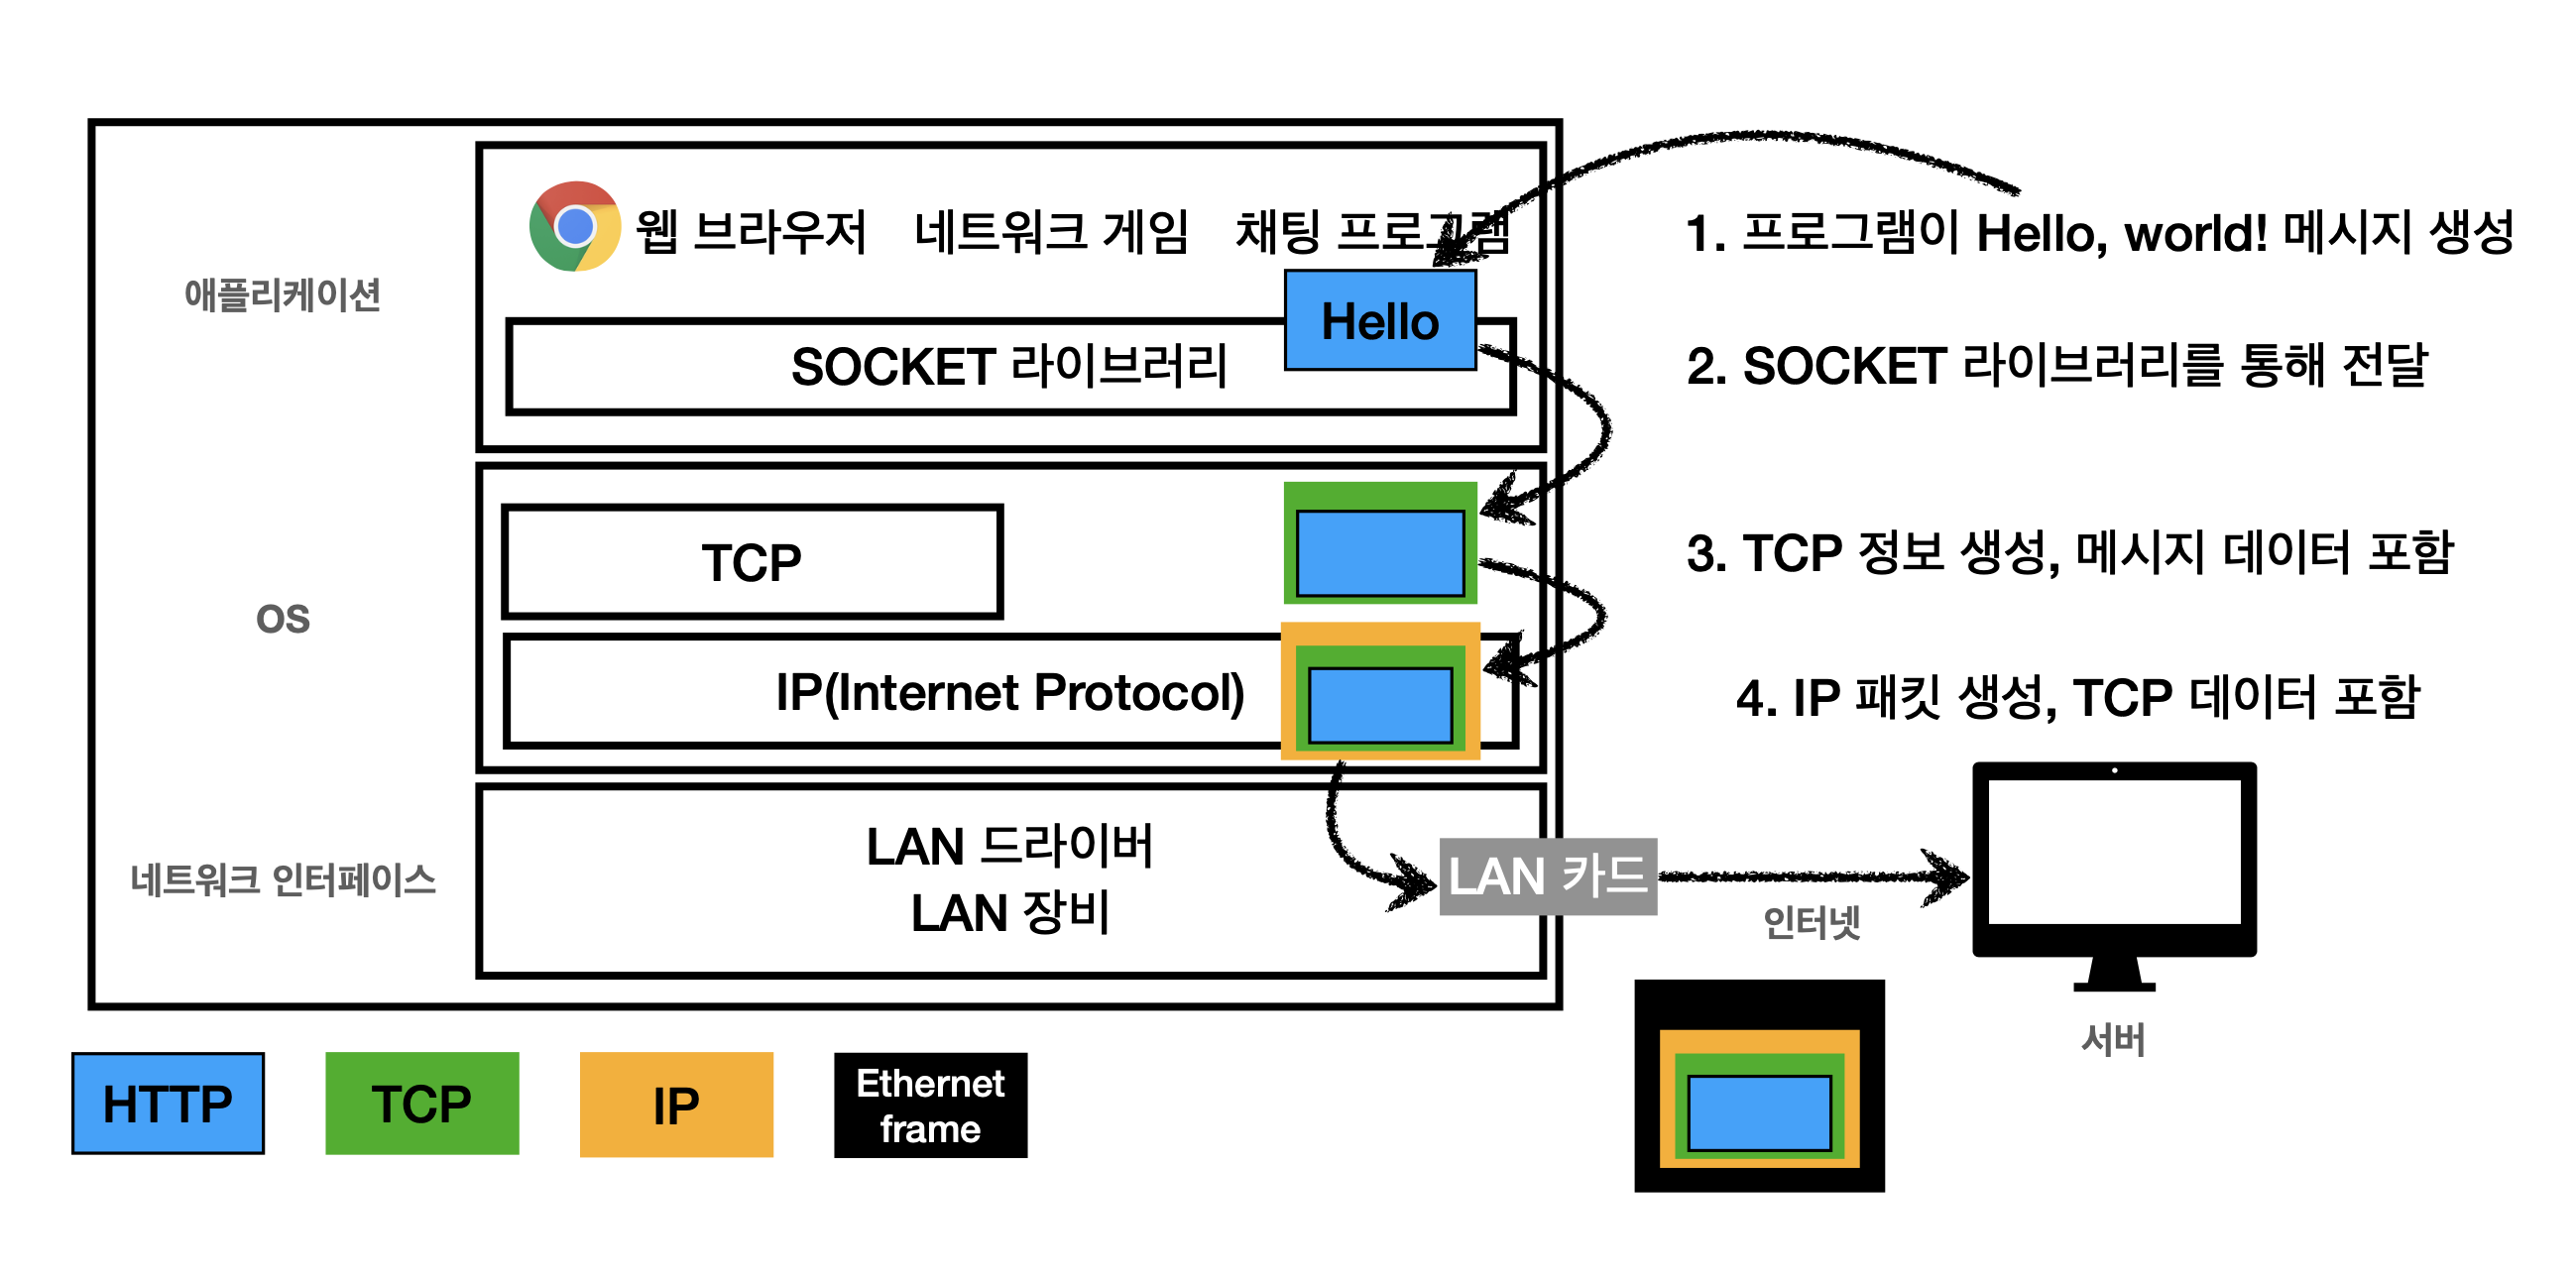 웹 브라우저 네트워크 게임 채팅 프로그램
1. 프로그램이 Hello, world! 메시지 생성
애플리케이션
Hello
SOCKET 라이브러리
2. SOCKET 라이브러리를 통해 전달
TCP
3. TCP 정보 생성, 메시지 데이터 포함
OS
IP(Internet Protocol)
4. IP 패킷 생성, TCP 데이터 포함
LAN 드라이버
네트워크 인터페이스
LAN 장비
LAN 카드
인터넷
서버
HTTP
TCP
IP
Ethernet
frame